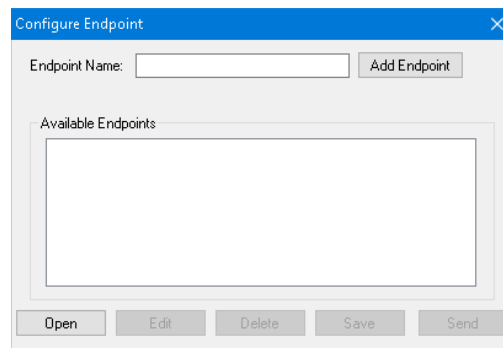 Configure Endpoint
Endpoint Name: Add Endpoint
Available Endpoints
Open Edit Delete Save Send